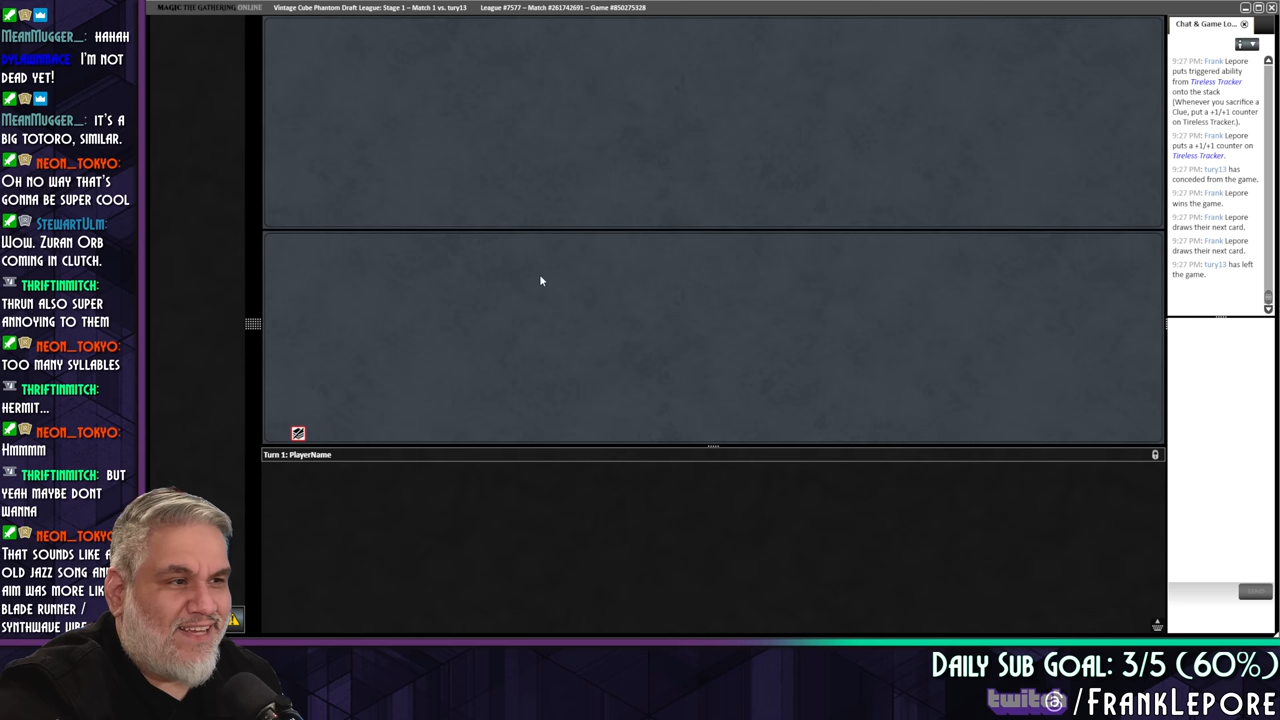 MAGIC THE GATHERING ONLINE Vintage Cube Phantom Draft League: Stage 1 – Match 1 vs. tury13 League #7577 – Match #261742691 – Game #850275328
MEANMUGGER_: HAHAH
DYLAWNMACE I'M NOT
DEAD YET!
MEANMUGGER_: IT'S A
BIG TOTORO, SIMILAR.
NEON_TOKYO:
OH NO WAY THAT'S
GONNA BE SUPER COOL
STEWARTULM:
WOW. ZURAN ORB
COMING IN CLUTCH.
THRIFTINMITCH:
THRUN ALSO SUPER
ANNOYING TO THEM
NEON_TOKYO:
TOO MANY SYLLABLES
THRIFTINMITCH:
HERMIT...
NEON_TOKYO:
HMMMM
THRIFTINMITCH: BUT
YEAH MAYBE DONT
WANNA
NEON_TOKYO:
THAT SOUNDS LIKE A
OLD JAZZ SONG AN
AIM WAS MORE LI
BLADE RUNNER /
SYNTHWAVE VIBE
Turn 1: PlayerName
Chat & Game Lo...
9:27 PM: Frank Lepore
puts triggered ability
from Tireless Tracker
onto the stack
(Whenever you sacrifice a
Clue, put a +1/+1 counter
on Tireless Tracker.).
9:27 PM: Frank Lepore
puts a +1/+1 counter on
Tireless Tracker.
9:27 PM: tury13 has
conceded from the game.
9:27 PM: Frank Lepore
wins the game.
9:27 PM: Frank Lepore
draws their next card.
9:27 PM: Frank Lepore
draws their next card.
9:27 PM: tury13 has left
the game.
SEND
DAILY SUB GOAL: 3/5 (60%)
twitch /FRANKLEPORE